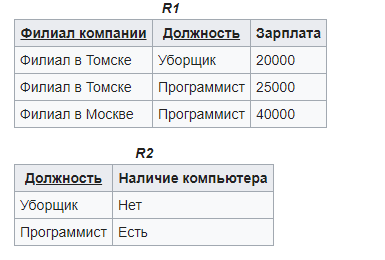 R1
Филиал компании Должность Зарплата
Филиал в Томске Уборщик 20000
Филиал в Томске Программист 25000
Филиал в Москве Программист 40000
R2
Должность Наличие компьютера
Уборщик Нет
Программист Есть